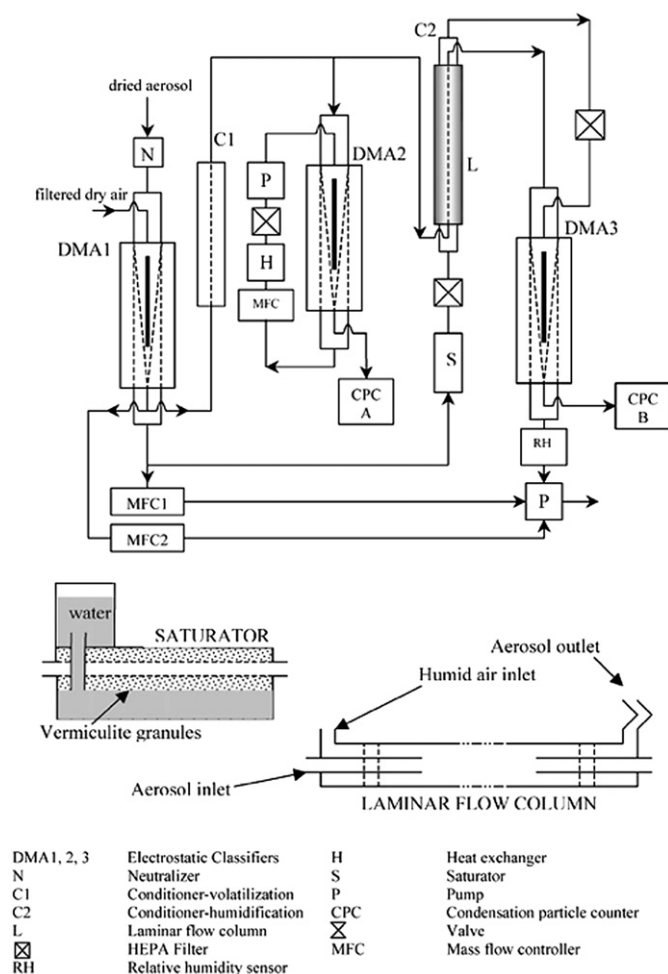 C2
dried aerosol
C1
N
DMA2
P
L
filtered dry air
DMA3
DMA1
H
MFC
S
CPC
A
CPC
B
RH
MFC1
P
MFC2
water
SATURATOR
Aerosol outlet
Humid air inlet
Vermiculite granules
Aerosol inlet
LAMINAR FLOW COLUMN
DMA1, 2, 3 Electrostatic Classifiers H Heat exchanger
N Neutralizer S Saturator
C1 Conditioner-volatilization P Pump
C2 Conditioner-humidification CPC Condensation particle counter
L Laminar flow column Valve
HEPA Filter MFC Mass flow controller
RH Relative humidity sensor